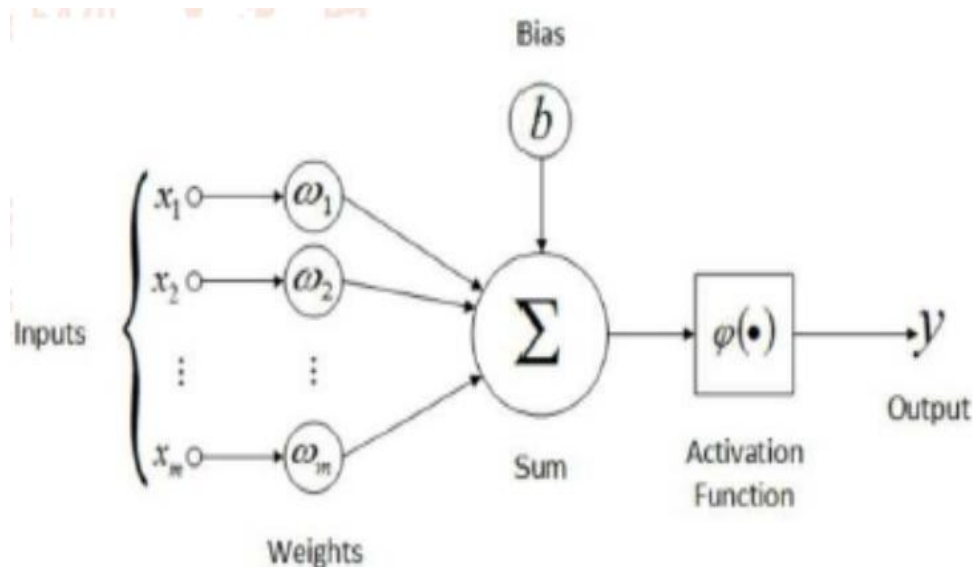 Bias
b
x₁ ω₁
x₂ ω₂
Inputs
Σ
φ(•)
y
⋮ ⋮
Output
xₘ ωₘ
Sum
Activation
Function
Weights